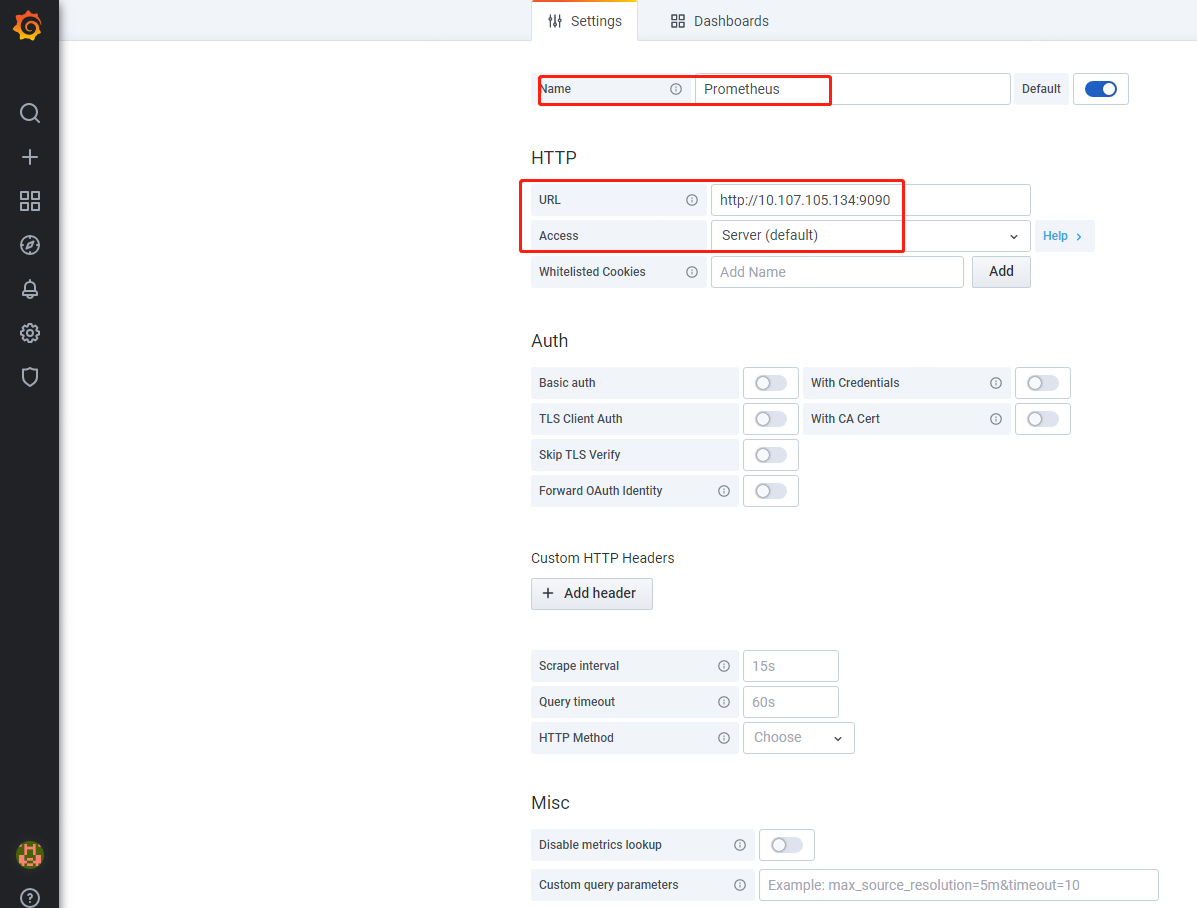 Settings Dashboards
Name Prometheus Default
HTTP
URL http://10.107.105.134:9090
Access Server (default) Help
Whitelisted Cookies Add Name Add
Auth
Basic auth With Credentials
TLS Client Auth With CA Cert
Skip TLS Verify
Forward OAuth Identity
Custom HTTP Headers
Add header
Scrape interval 15s
Query timeout 60s
HTTP Method Choose
Misc
Disable metrics lookup
Custom query parameters Example: max_source_resolution=5m&timeout=10